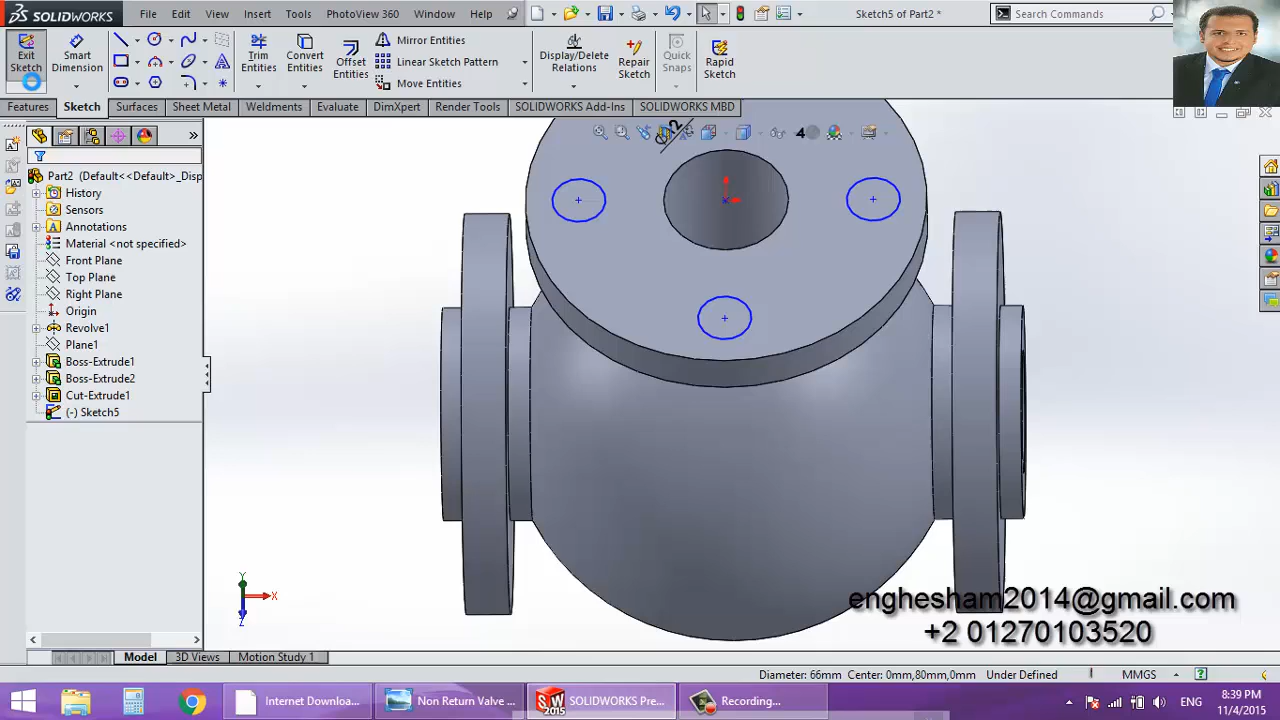 SOLIDWORKS File Edit View Insert Tools PhotoView 360 Window Help Sketch5 of Part2 * Search Commands
Exit Sketch
Smart Dimension
Trim Entities
Convert Entities
Offset Entities
Mirror Entities
Linear Sketch Pattern
Move Entities
Display/Delete Relations
Repair Sketch
Quick Snaps
Rapid Sketch
Features Sketch Surfaces Sheet Metal Weldments Evaluate DimXpert Render Tools SOLIDWORKS Add-Ins SOLIDWORKS MBD
Part2 (Default<<Default>_Disp
History
Sensors
Annotations
Material <not specified>
Front Plane
Top Plane
Right Plane
Origin
Revolve1
Plane1
Boss-Extrude1
Boss-Extrude2
Cut-Extrude1
(-) Sketch5
Y
X
Z
enghesham2014@gmail.com
+2 01270103520
Model 3D Views Motion Study 1
Diameter: 66mm Center: 0mm,80mm,0mm Under Defined MMGS
Internet Downloa... Non Return Valve ... SOLIDWORKS Pre... Recording... ENG 8:39 PM
11/4/2015